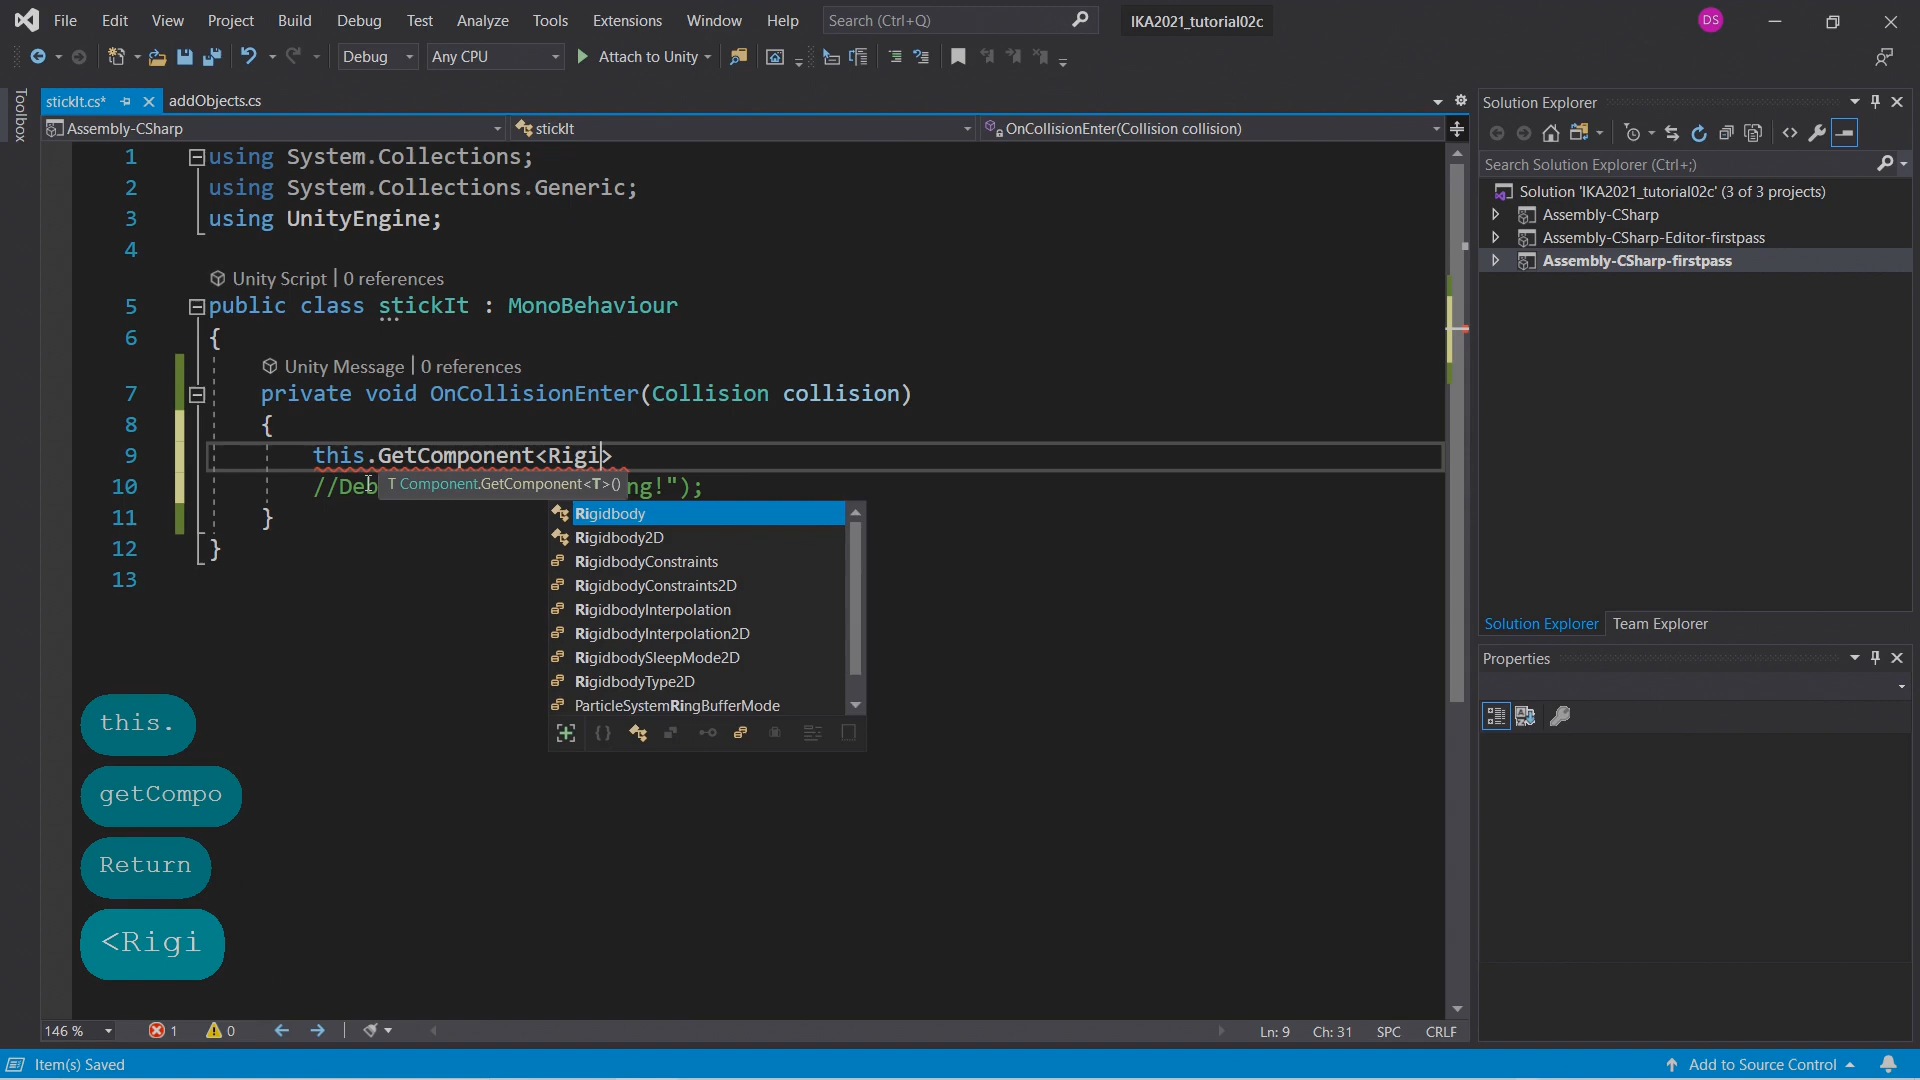 File Edit View Project Build Debug Test Analyze Tools Extensions Window Help Search (Ctrl+Q) IKA2021_tutorial02c DS
Debug Any CPU Attach to Unity
Toolbox
stickIt.cs* addObjects.cs
Assembly-CSharp stickIt OnCollisionEnter(Collision collision)
1 using System.Collections;
2 using System.Collections.Generic;
3 using UnityEngine;
4
Unity Script | 0 references
5 public class stickIt : MonoBehaviour
6 {
Unity Message | 0 references
7 private void OnCollisionEnter(Collision collision)
8 {
9 this.GetComponent<Rigi>
10 //Deb ng!");
T Component.GetComponent<T>()
11 }
12 }
13
Rigidbody
Rigidbody2D
RigidbodyConstraints
RigidbodyConstraints2D
RigidbodyInterpolation
RigidbodyInterpolation2D
RigidbodySleepMode2D
RigidbodyType2D
ParticleSystemRingBufferMode
this.
getCompo
Return
<Rigi
146 % 1 0 Ln: 9 Ch: 31 SPC CRLF
Solution Explorer
Search Solution Explorer (Ctrl+;)
Solution 'IKA2021_tutorial02c' (3 of 3 projects)
Assembly-CSharp
Assembly-CSharp-Editor-firstpass
Assembly-CSharp-firstpass
Solution Explorer Team Explorer
Properties
Item(s) Saved Add to Source Control